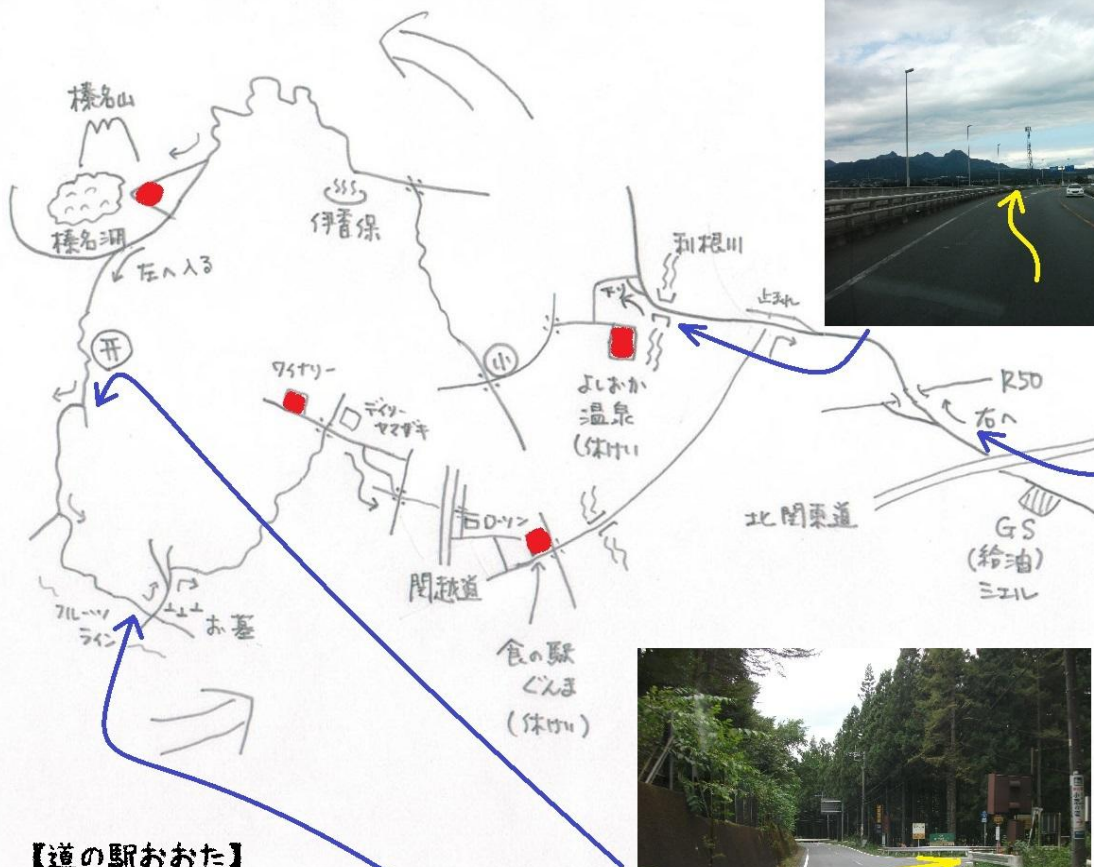 榛名山
榛名湖
左へ入る
伊香保
利根川
下り
止まれ
小
よしおか
温泉
(休けい
R50
右へ
北関東道
GS
(給油)
ミエル
ワイナリー
デイリー
ヤマザキ
右ローソン
関越道
食の駅
ぐんま
(休けい)
フルーツ
ライン
お墓
【道の駅おおた】